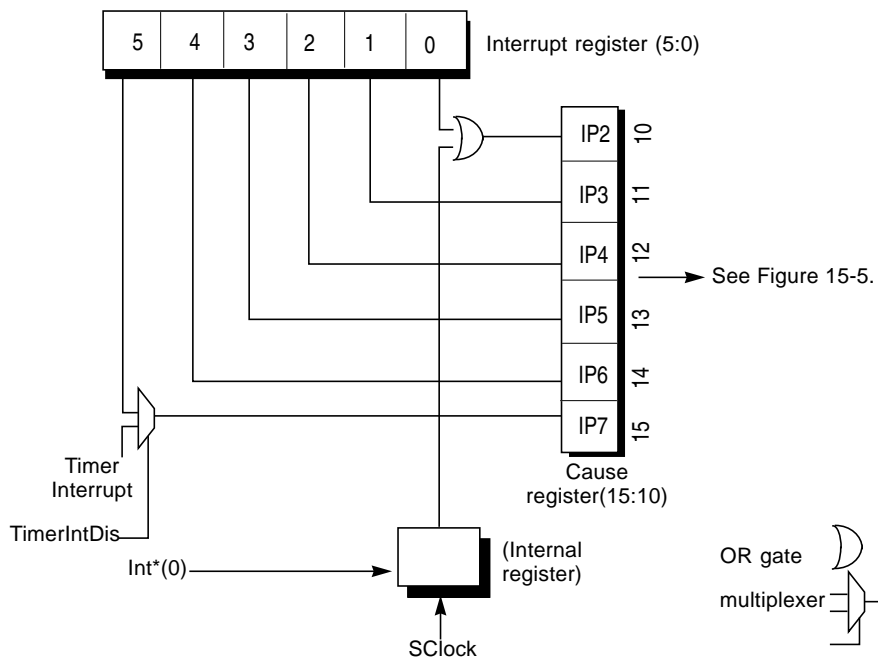 5 4 3 2 1 0
Interrupt register (5:0)
IP2 10
IP3 11
IP4 12
See Figure 15-5.
IP5 13
IP6 14
IP7 15
Timer
Interrupt
Cause
register(15:10)
TimerIntDis
(Internal
register)
Int*(0)
OR gate
multiplexer
SClock